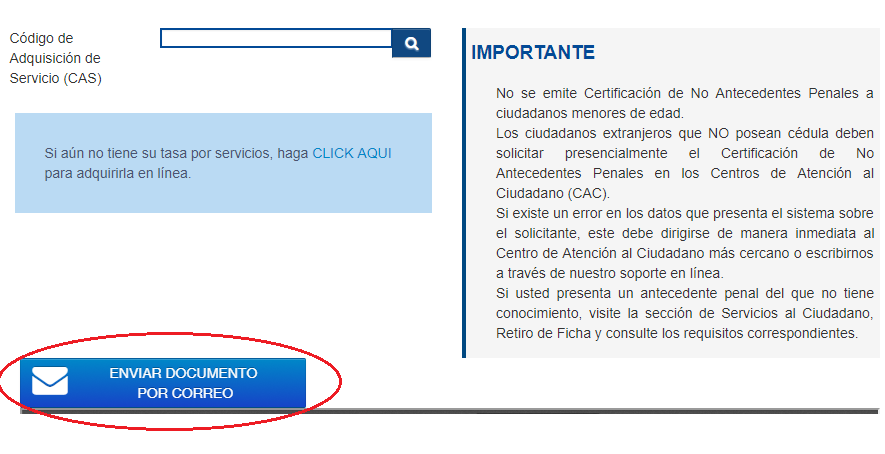 Código de
Adquisición de
Servicio (CAS)
Si aún no tiene su tasa por servicios, haga CLICK AQUI
para adquirirla en línea.
ENVIAR DOCUMENTO
POR CORREO
IMPORTANTE
No se emite Certificación de No Antecedentes Penales a
ciudadanos menores de edad.
Los ciudadanos extranjeros que NO posean cédula deben
solicitar presencialmente el Certificación de No
Antecedentes Penales en los Centros de Atención al
Ciudadano (CAC).
Si existe un error en los datos que presenta el sistema sobre
el solicitante, este debe dirigirse de manera inmediata al
Centro de Atención al Ciudadano más cercano o escribirnos
a través de nuestro soporte en línea.
Si usted presenta un antecedente penal del que no tiene
conocimiento, visite la sección de Servicios al Ciudadano,
Retiro de Ficha y consulte los requisitos correspondientes.